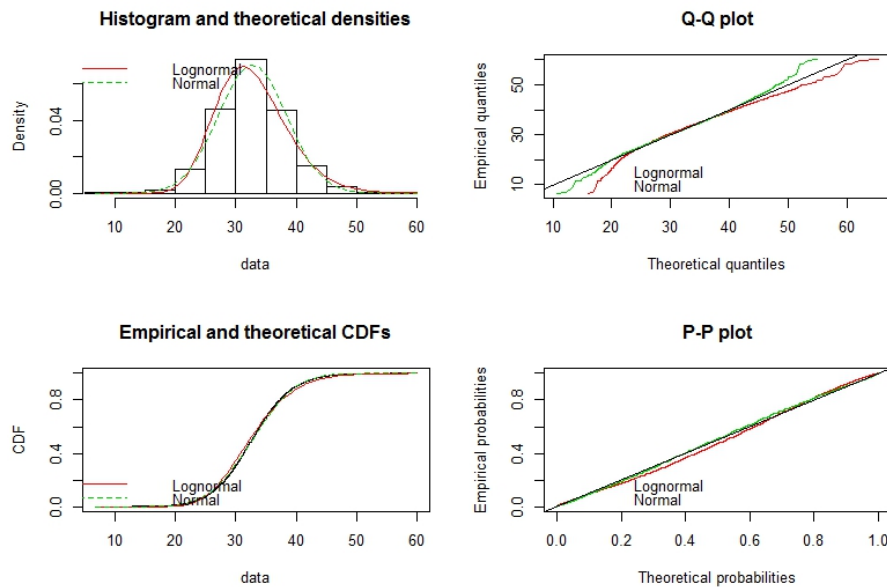 Histogram and theoretical densities
Lognormal
Normal
Density
0.00
0.04
10 20 30 40 50 60
data
Q-Q plot
Lognormal
Normal
Empirical quantiles
10 30 50
10 20 30 40 50 60
Theoretical quantiles
Empirical and theoretical CDFs
Lognormal
Normal
CDF
0.0 0.4 0.8
10 20 30 40 50 60
data
P-P plot
Lognormal
Normal
Empirical probabilities
0.0 0.4 0.8
0.0 0.2 0.4 0.6 0.8 1.0
Theoretical probabilities